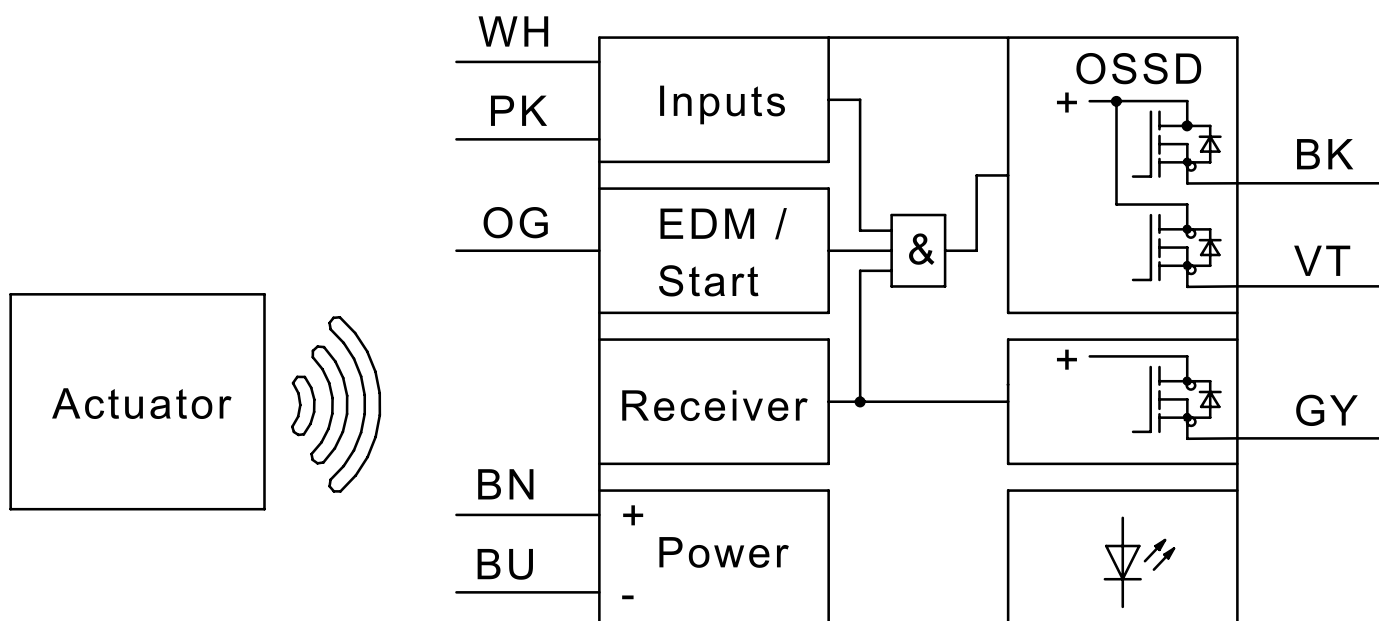 WH
Inputs
OSSD
+
PK
BK
OG
EDM /
Start
&
VT
Actuator
Receiver
+
GY
BN
+
Power
BU
-